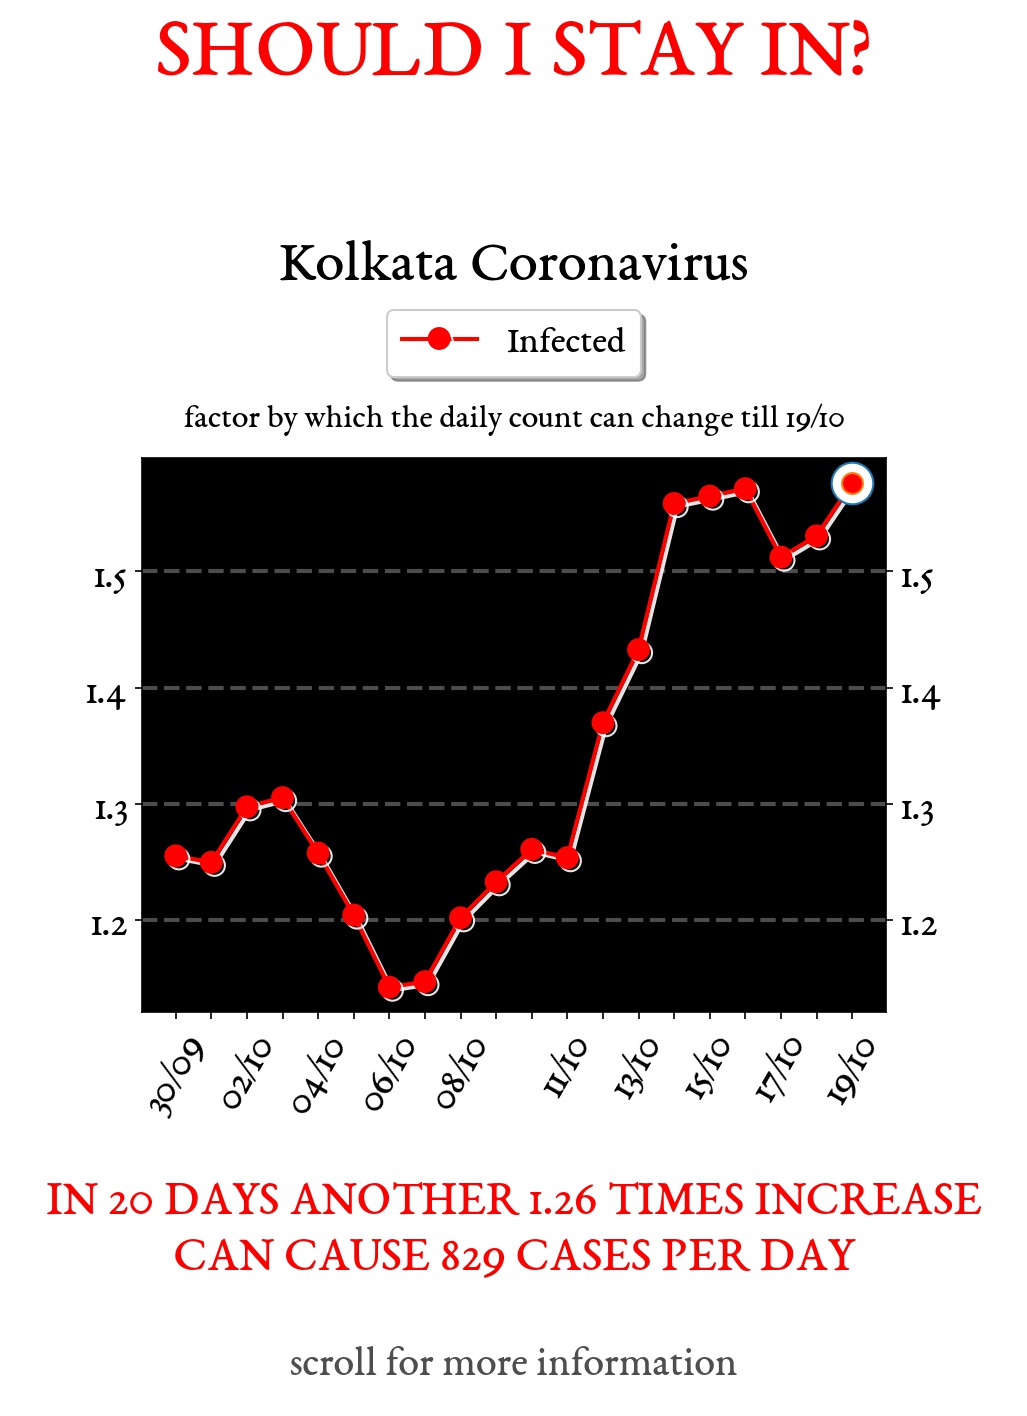 SHOULD I STAY IN?
Kolkata Coronavirus
Infected
factor by which the daily count can change till 19/10
1.5 1.5
1.4 1.4
1.3 1.3
1.2 1.2
30/09 02/10 04/10 06/10 08/10 11/10 13/10 15/10 17/10 19/10
IN 20 DAYS ANOTHER 1.26 TIMES INCREASE
CAN CAUSE 829 CASES PER DAY
scroll for more information